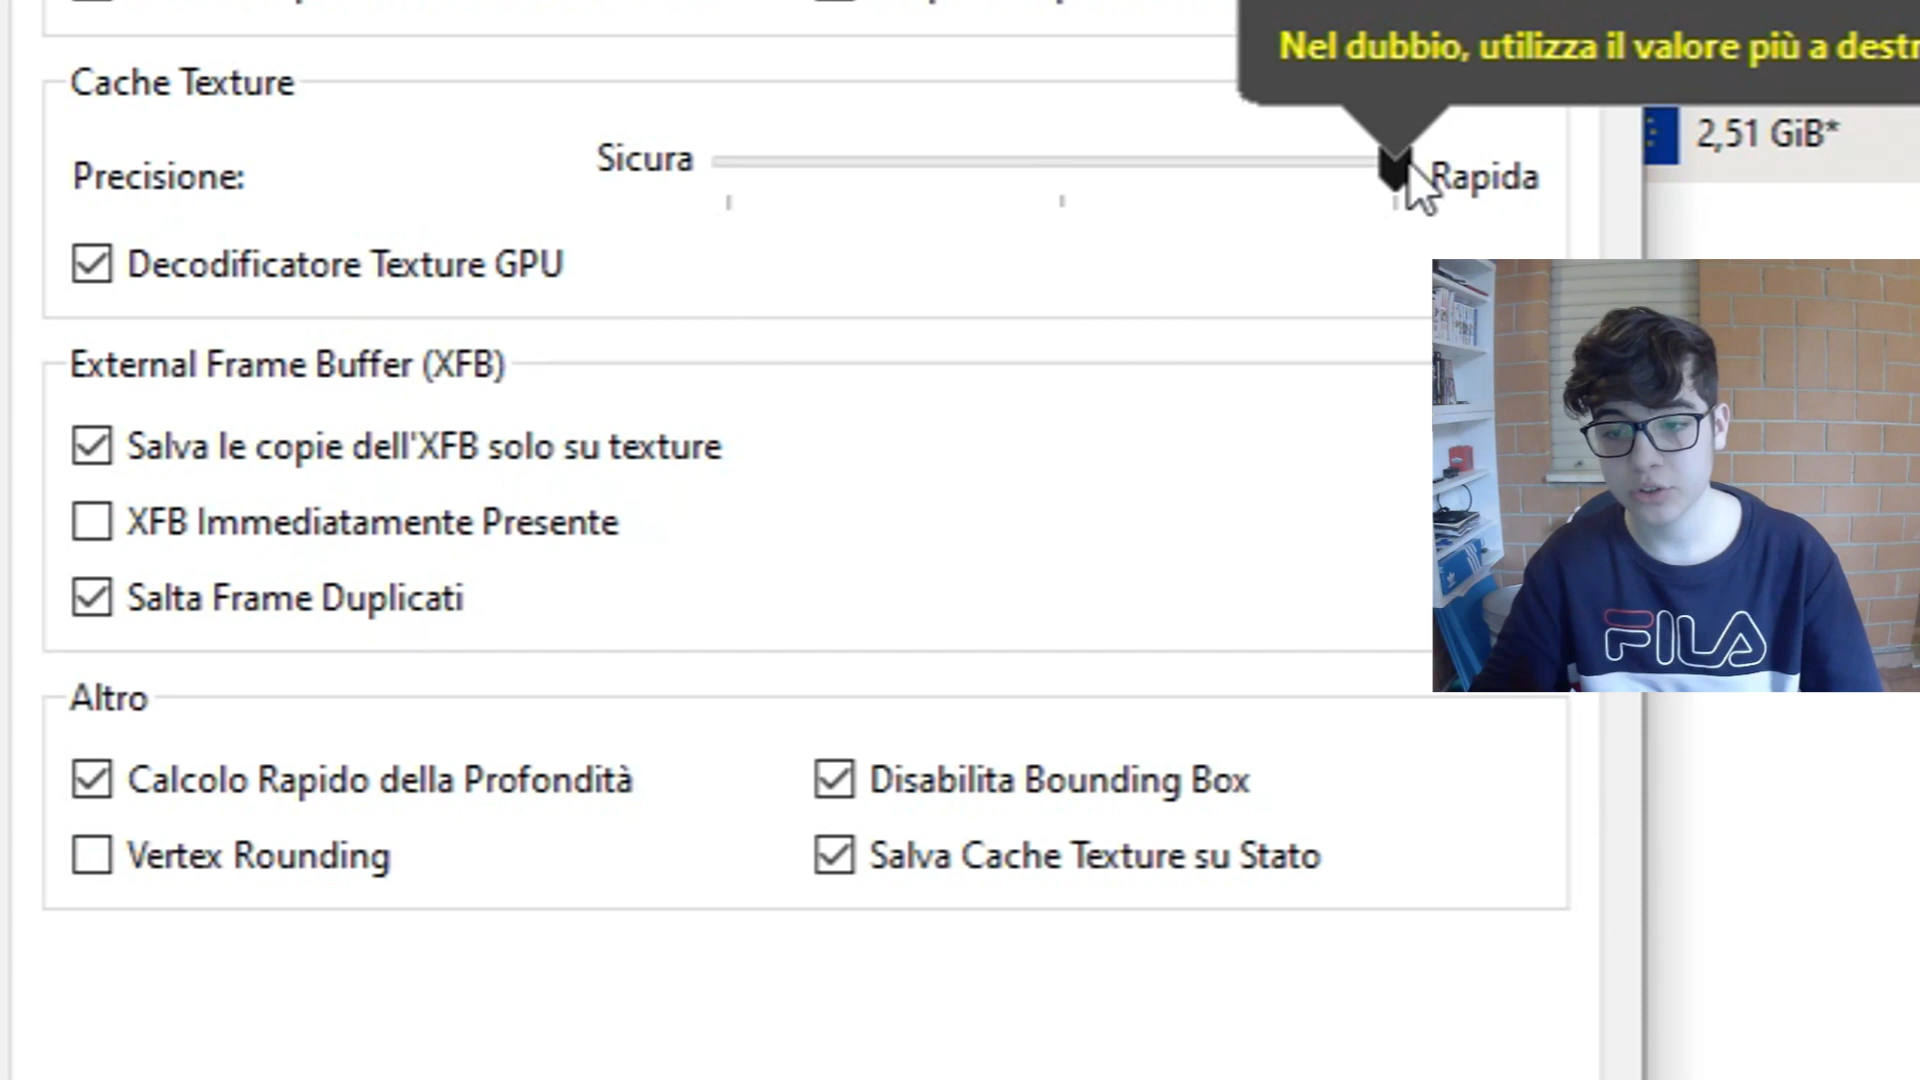 Nel dubbio, utilizza il valore più a destr
Cache Texture
2,51 GiB*
Precisione:
Sicura
Rapida
Decodificatore Texture GPU
External Frame Buffer (XFB)
Salva le copie dell'XFB solo su texture
XFB Immediatamente Presente
Salta Frame Duplicati
FILA
Altro
Calcolo Rapido della Profondità
Disabilita Bounding Box
Vertex Rounding
Salva Cache Texture su Stato